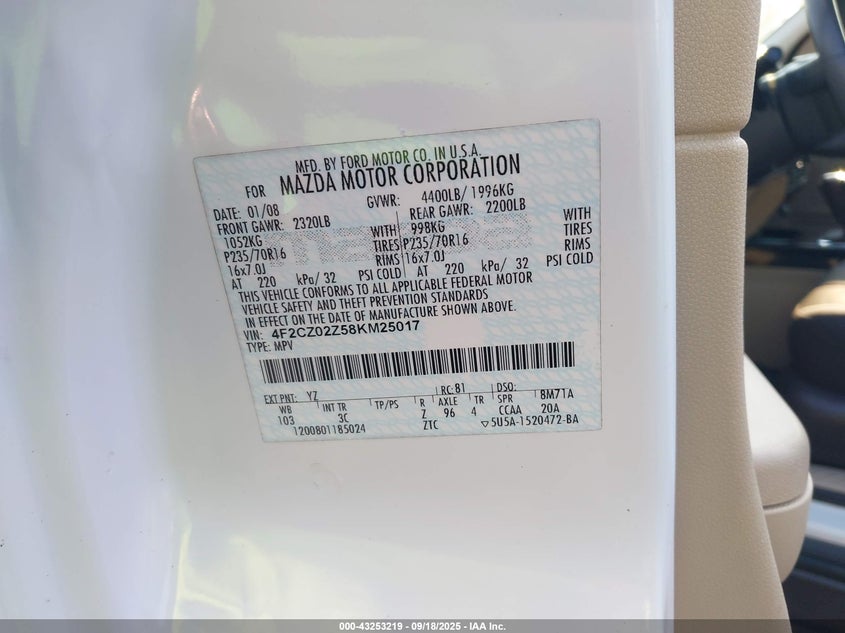 MFD. BY FORD MOTOR CO. IN U.S.A.
FOR MAZDA MOTOR CORPORATION
DATE: 01/08 GVWR: 4400LB/ 1996KG
FRONT GAWR: 2320LB REAR GAWR: 2200LB
1052KG WITH 998KG WITH
P235/70R16 TIRES P235/70R16 TIRES
16x7.0J RIMS 16x7.0J RIMS
AT 220 kPa/ 32 PSI COLD AT 220 kPa/ 32 PSI COLD
THIS VEHICLE CONFORMS TO ALL APPLICABLE FEDERAL MOTOR
VEHICLE SAFETY AND THEFT PREVENTION STANDARDS
IN EFFECT ON THE DATE OF MANUFACTURE SHOWN ABOVE.
VIN: 4F2CZ02Z58KM25017
TYPE: MPV
EXT PNT: YZ RC: 81 DSO:
WB INT TR TP/PS R AXLE TR SPR 8M71A
103 3C Z 96 4 CCAA 20A
1200801185024 ZTC ▽5U5A-1520472-BA
000-43253219 - 09/18/2025 - IAA Inc.